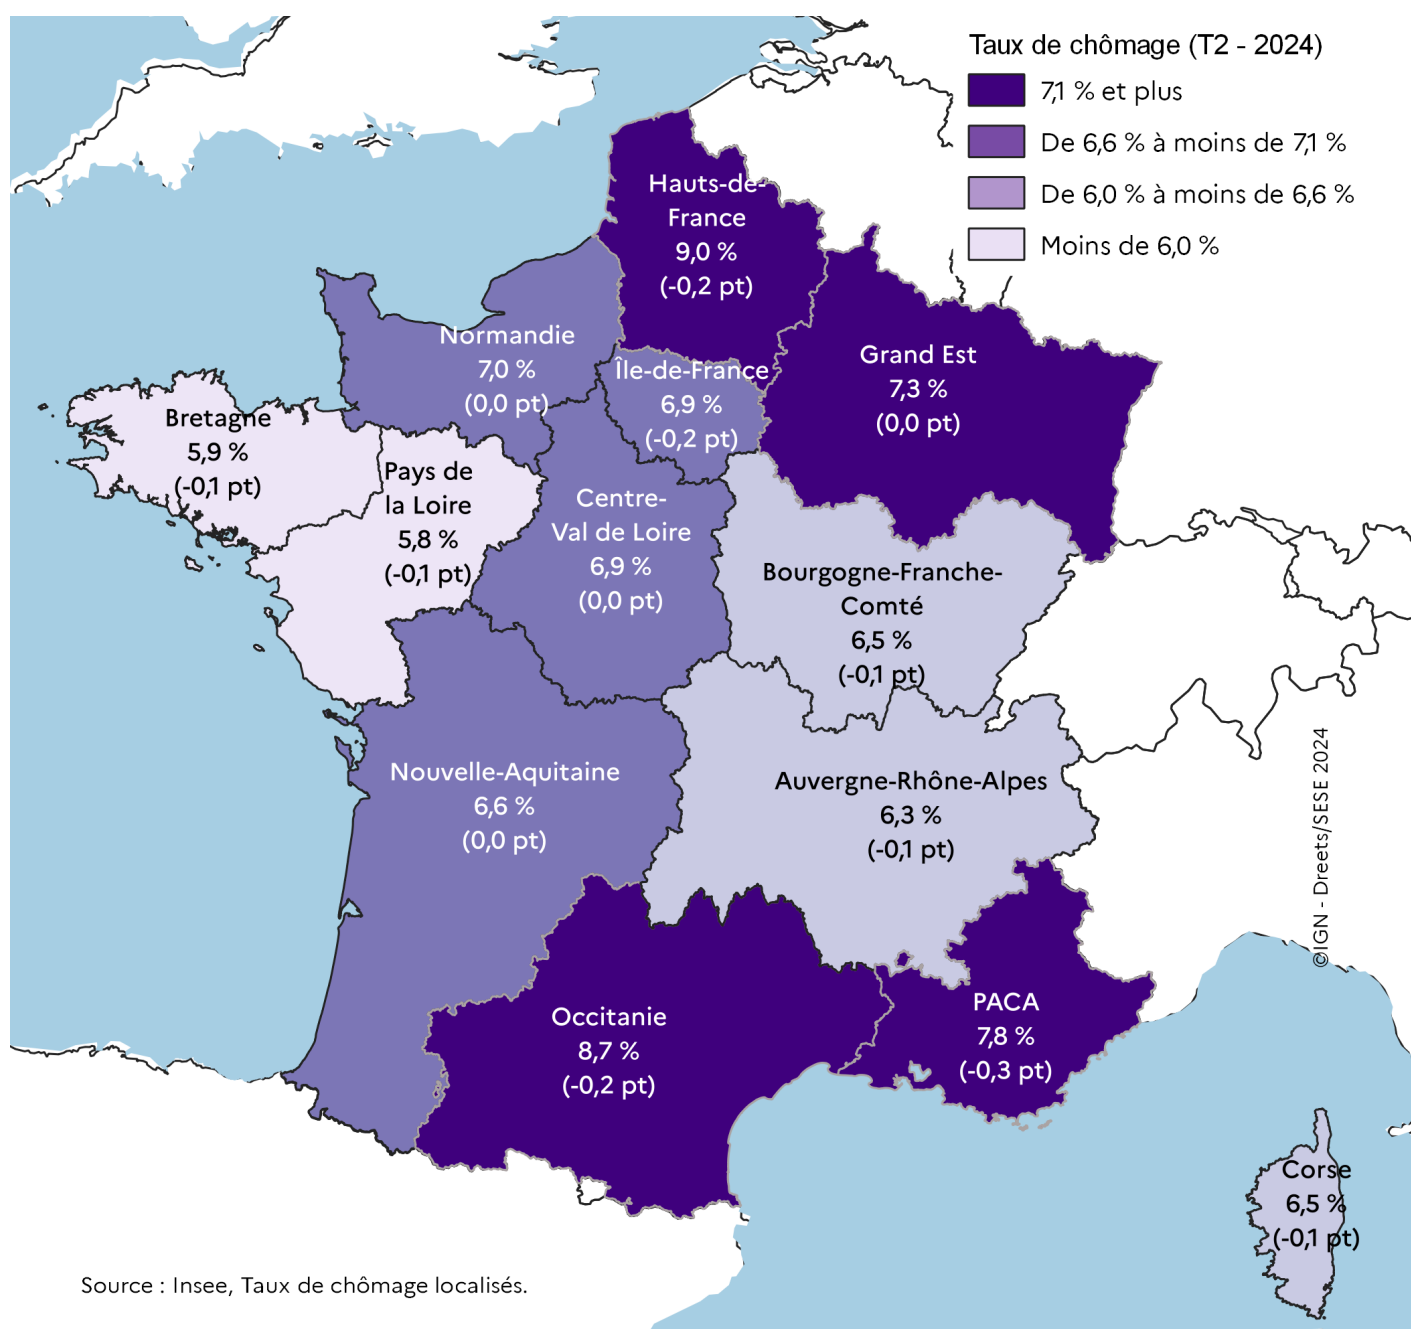 Taux de chômage (T2 - 2024)
7,1 % et plus
De 6,6 % à moins de 7,1 %
De 6,0 % à moins de 6,6 %
Moins de 6,0 %
Hauts-de-
France
9,0 %
(-0,2 pt)
Normandie
7,0 %
(0,0 pt)
Île-de-France
6,9 %
(-0,2 pt)
Grand Est
7,3 %
(0,0 pt)
Bretagne
5,9 %
(-0,1 pt)
Pays de
la Loire
5,8 %
(-0,1 pt)
Centre-
Val de Loire
6,9 %
(0,0 pt)
Bourgogne-Franche-
Comté
6,5 %
(-0,1 pt)
Nouvelle-Aquitaine
6,6 %
(0,0 pt)
Auvergne-Rhône-Alpes
6,3 %
(-0,1 pt)
Occitanie
8,7 %
(-0,2 pt)
PACA
7,8 %
(-0,3 pt)
Corse
6,5 %
(-0,1 pt)
©IGN - Dreets/SESE 2024
Source : Insee, Taux de chômage localisés.